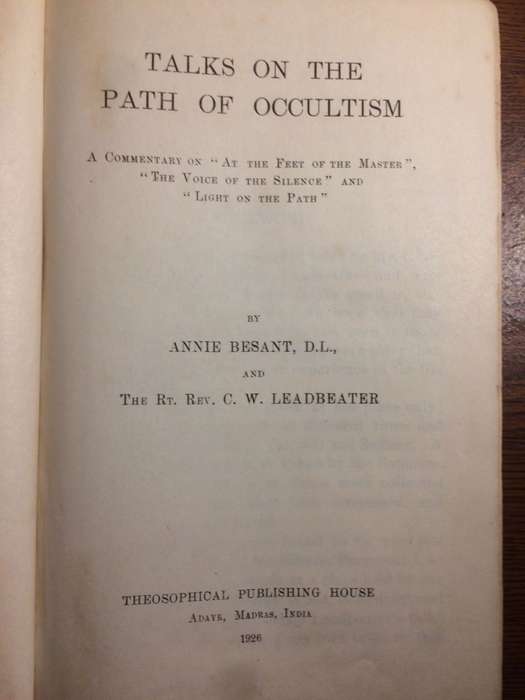 TALKS ON THE
PATH OF OCCULTISM
A COMMENTARY ON "AT THE FEET OF THE MASTER",
"THE VOICE OF THE SILENCE" AND
"LIGHT ON THE PATH"
BY
ANNIE BESANT, D.L.,
AND
THE RT. REV. C. W. LEADBEATER
THEOSOPHICAL PUBLISHING HOUSE
ADAYR, MADRAS, INDIA
1926